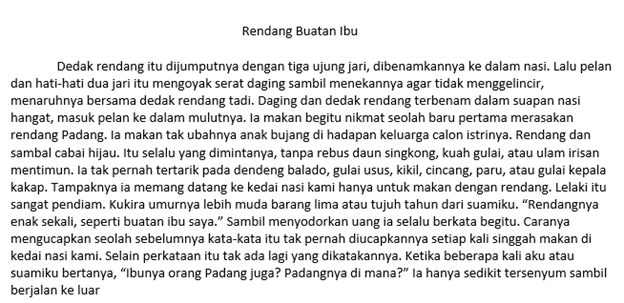 Rendang Buatan Ibu
Dedak rendang itu dijumputnya dengan tiga ujung jari, dibenamkannya ke dalam nasi. Lalu pelan
dan hati-hati dua jari itu mengoyak serat daging sambil menekannya agar tidak menggelincir,
menaruhnya bersama dedak rendang tadi. Daging dan dedak rendang terbenam dalam suapan nasi
hangat, masuk pelan ke dalam mulutnya. Ia makan begitu nikmat seolah baru pertama merasakan
rendang Padang. Ia makan tak ubahnya anak bujang di hadapan keluarga calon istrinya. Rendang dan
sambal cabai hijau. Itu selalu yang dimintanya, tanpa rebus daun singkong, kuah gulai, atau ulam irisan
mentimun. Ia tak pernah tertarik pada dendeng balado, gulai usus, kikil, cincang, paru, atau gulai kepala
kakap. Tampaknya ia memang datang ke kedai nasi kami hanya untuk makan dengan rendang. Lelaki itu
sangat pendiam. Kukira umurnya lebih muda barang lima atau tujuh tahun dari suamiku. “Rendangnya
enak sekali, seperti buatan ibu saya.” Sambil menyodorkan uang ia selalu berkata begitu. Caranya
mengucapkan seolah sebelumnya kata-kata itu tak pernah diucapkannya setiap kali singgah makan di
kedai nasi kami. Selain perkataan itu tak ada lagi yang dikatakannya. Ketika beberapa kali aku atau
suamiku bertanya, “Ibunya orang Padang juga? Padangnya di mana?” Ia hanya sedikit tersenyum sambil
berjalan ke luar